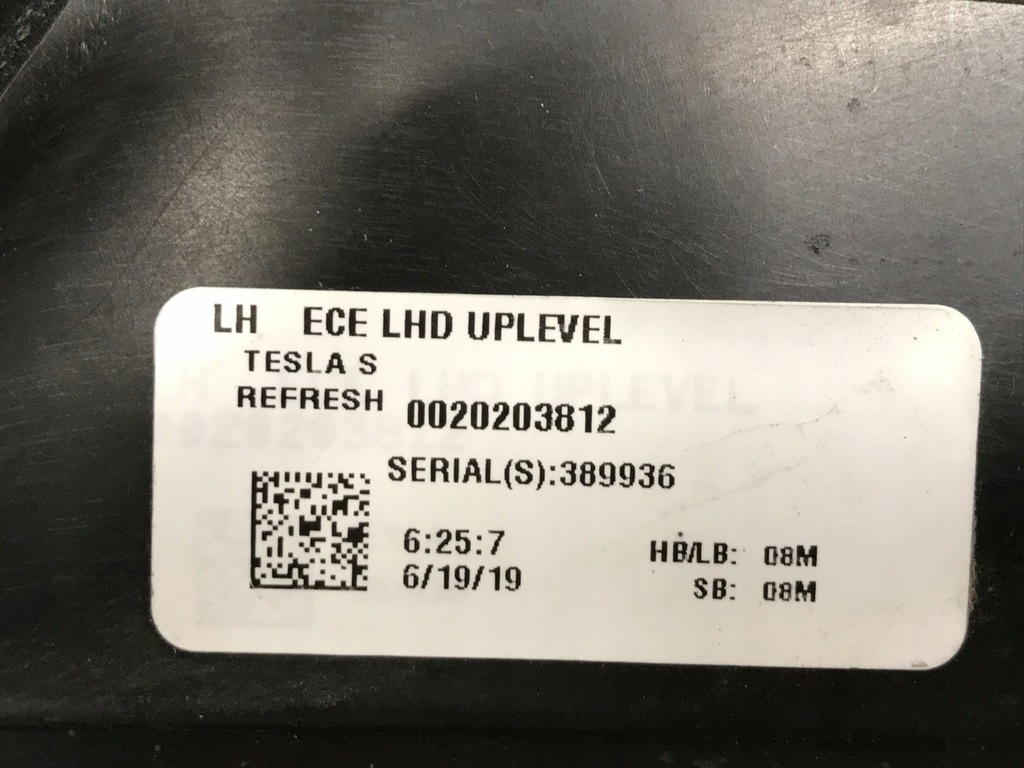 LH ECE LHD UPLEVEL
TESLA S
REFRESH 0020203812
SERIAL(S):389936
6:25:7 HB/LB: 08M
6/19/19 SB: 08M